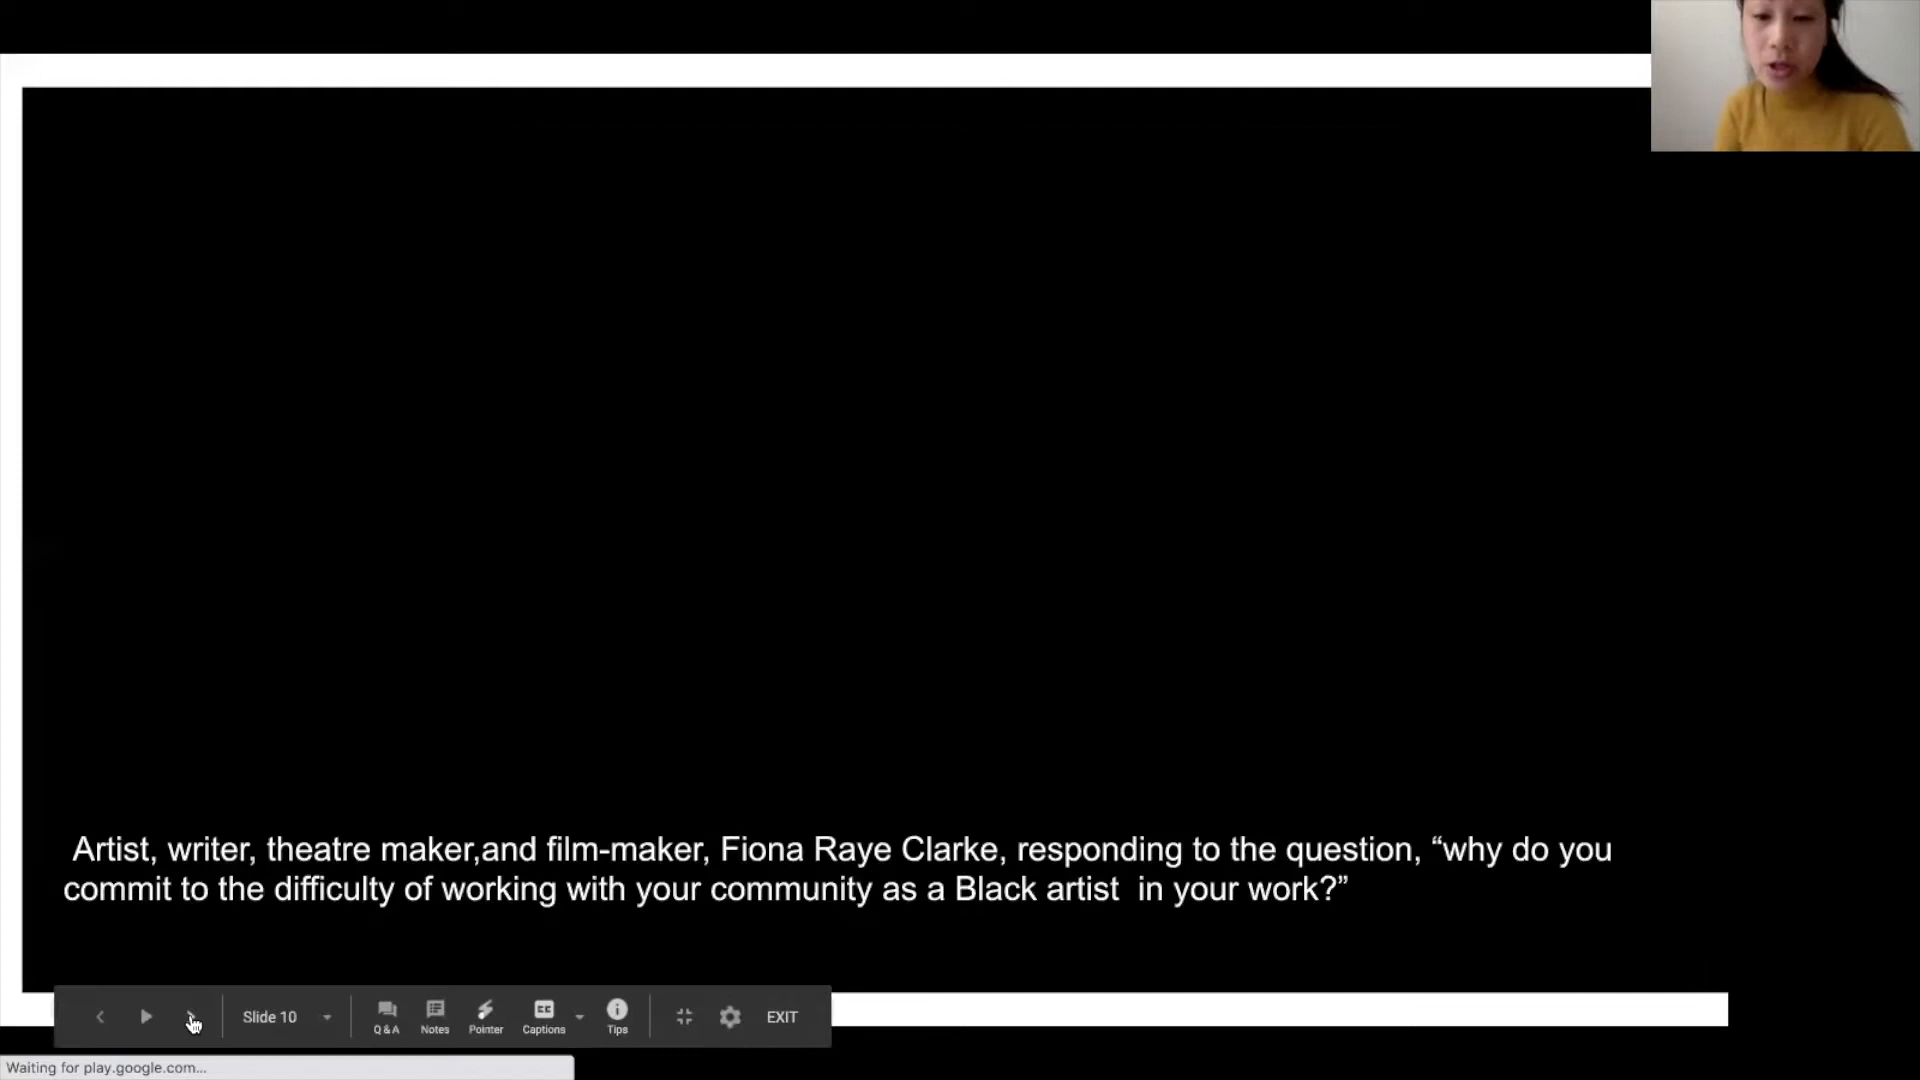 Artist, writer, theatre maker,and film-maker, Fiona Raye Clarke, responding to the question, “why do you
commit to the difficulty of working with your community as a Black artist  in your work?”
Slide 10
Q & A
Notes
Pointer
Captions
Tips
EXIT
Waiting for play.google.com...